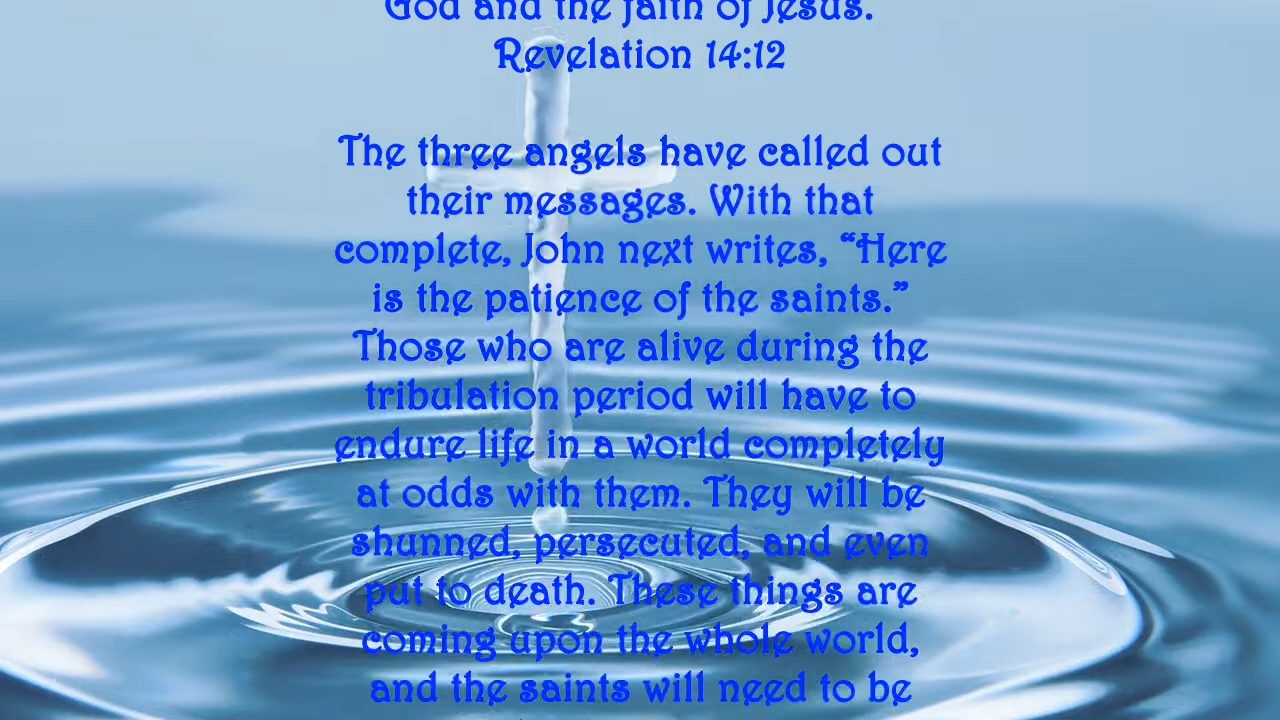 God and the faith of Jesus.
Revelation 14:12
The three angels have called out
their messages. With that
complete, John next writes, “Here
is the patience of the saints.”
Those who are alive during the
tribulation period will have to
endure life in a world completely
at odds with them. They will be
shunned, persecuted, and even
put to death. These things are
coming upon the whole world,
and the saints will need to be